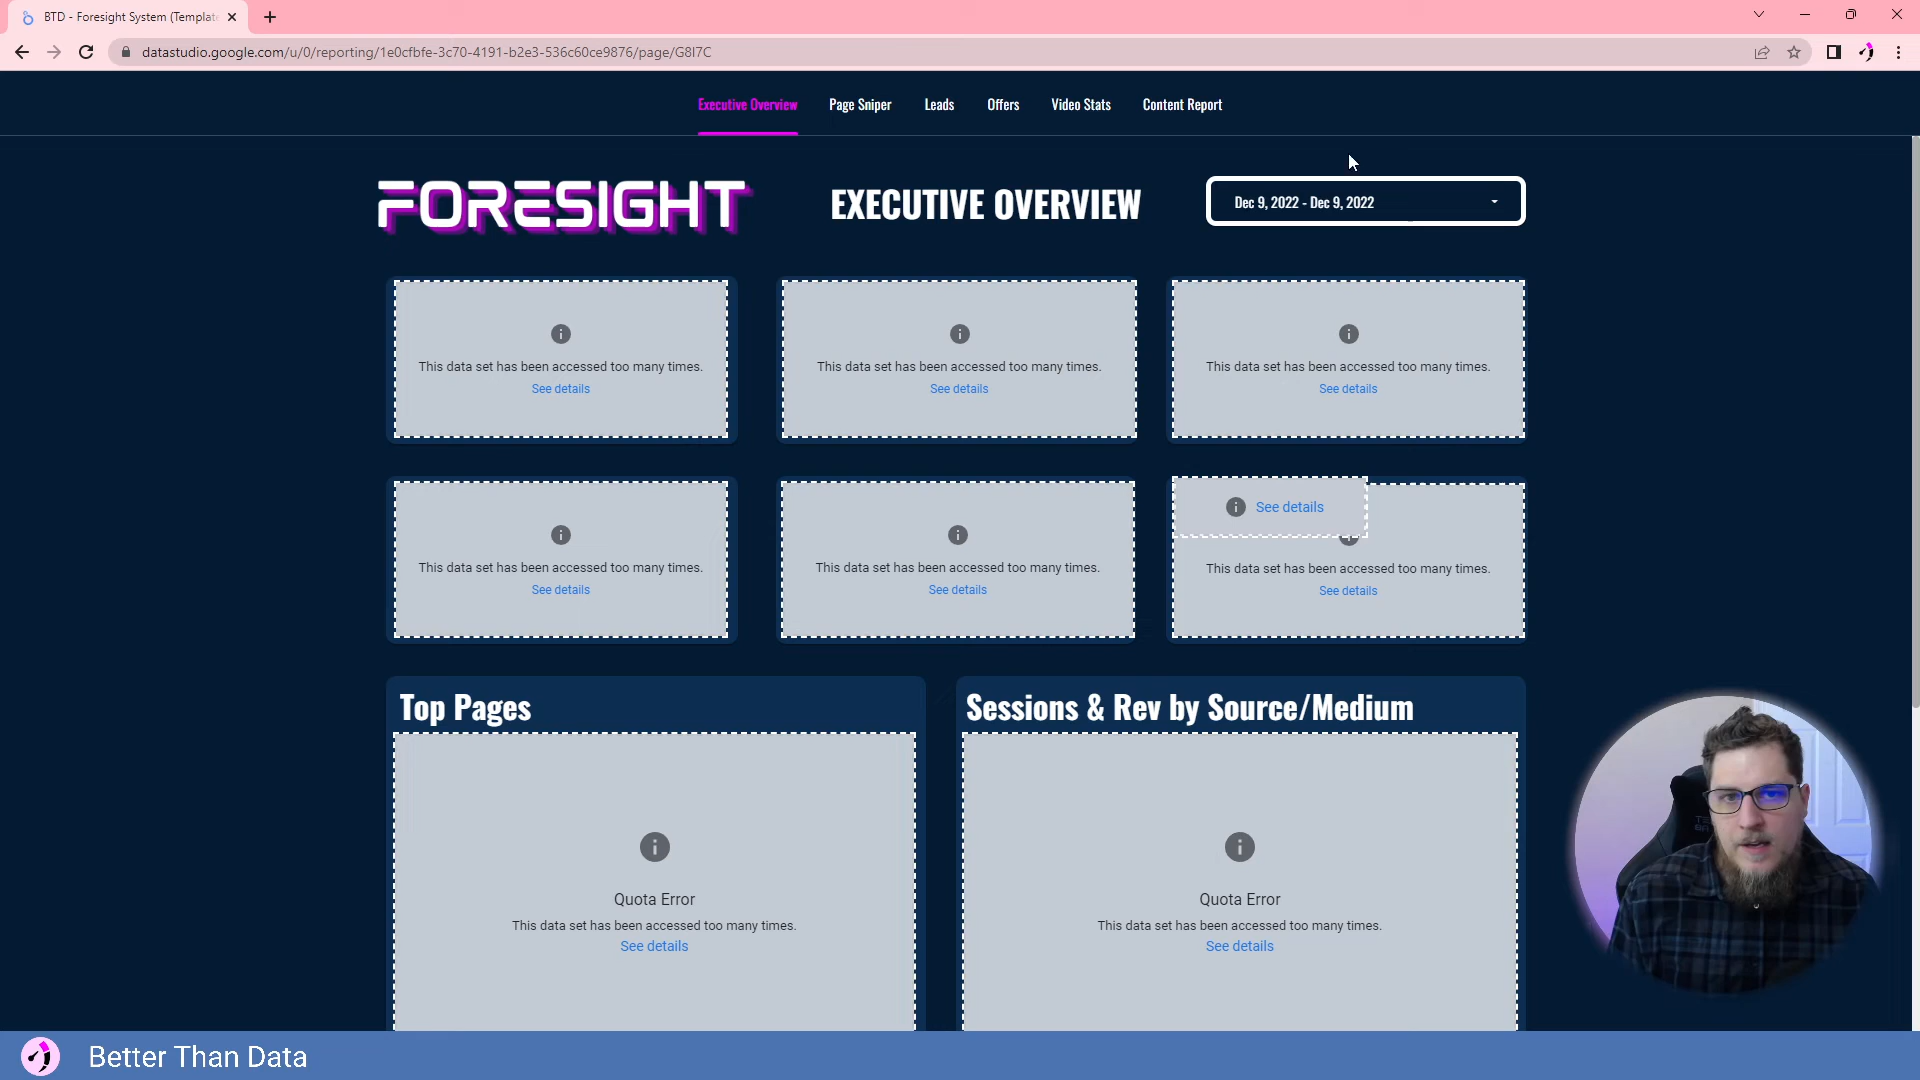 BTD - Foresight System (Templat
datastudio.google.com/u/0/reporting/1e0cfbfe-3c70-4191-b2e3-536c60ce9876/page/G8I7C
Executive Overview Page Sniper Leads Offers Video Stats Content Report
FORESIGHT
EXECUTIVE OVERVIEW
Dec 9, 2022 - Dec 9, 2022
This data set has been accessed too many times.
See details
This data set has been accessed too many times.
See details
This data set has been accessed too many times.
See details
This data set has been accessed too many times.
See details
This data set has been accessed too many times.
See details
See details
This data set has been accessed too many times.
See details
Top Pages
Quota Error
This data set has been accessed too many times.
See details
Sessions & Rev by Source/Medium
Quota Error
This data set has been accessed too many times.
See details
Better Than Data